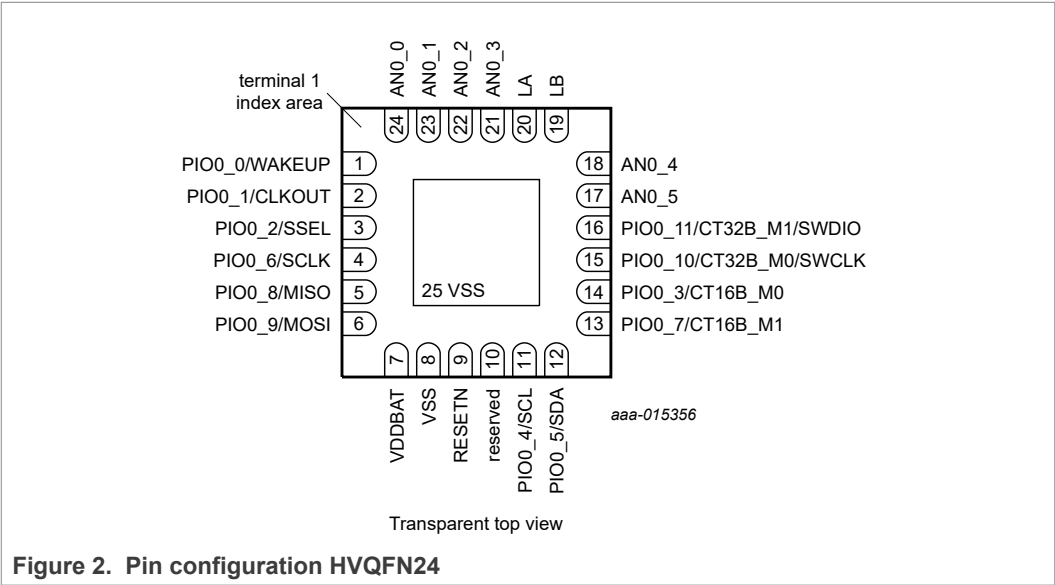 AN0_0
AN0_1
AN0_2
AN0_3
LA
LB
terminal 1
index area
24
23
22
21
20
19
PIO0_0/WAKEUP 1
PIO0_1/CLKOUT 2
PIO0_2/SSEL 3
PIO0_6/SCLK 4
PIO0_8/MISO 5
PIO0_9/MOSI 6
18 AN0_4
17 AN0_5
16 PIO0_11/CT32B_M1/SWDIO
15 PIO0_10/CT32B_M0/SWCLK
14 PIO0_3/CT16B_M0
13 PIO0_7/CT16B_M1
25 VSS
7
8
9
10
11
12
VDDBAT
VSS
RESETN
reserved
PIO0_4/SCL
PIO0_5/SDA
aaa-015356
Transparent top view
Figure 2. Pin configuration HVQFN24